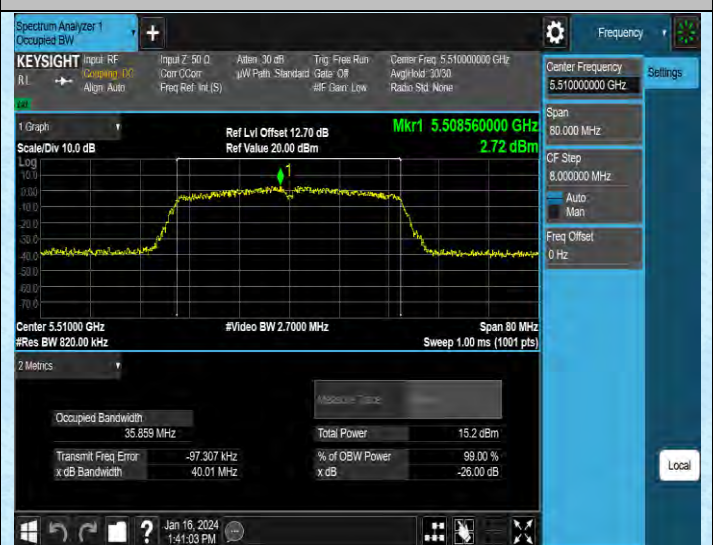 Spectrum Analyzer 1
Occupied BW
+
Frequency
KEYSIGHT Input: RF Input Z: 50 Ω Atten: 30 dB Trig: Free Run Center Freq: 5.510000000 GHz
RL Coupling: DC Corr CCorr µW Path: Standard Gate: Off Avg|Hold: 30/30
Align: Auto Freq Ref: Int (S) #IF Gain: Low Radio Std: None
Center Frequency
5.510000000 GHz
Settings
Span
80.000 MHz
CF Step
8.000000 MHz
Auto
Man
Freq Offset
0 Hz
1 Graph
Ref Lvl Offset 12.70 dB
Mkr1 5.508560000 GHz
Scale/Div 10.0 dB
Ref Value 20.00 dBm
2.72 dBm
Log
10.0
0.00
-10.0
-20.0
-30.0
-40.0
-50.0
-60.0
-70.0
1
Center 5.51000 GHz #Video BW 2.7000 MHz Span 80 MHz
#Res BW 820.00 kHz Sweep 1.00 ms (1001 pts)
2 Metrics
Measure Trace
Occupied Bandwidth
35.859 MHz
Total Power 15.2 dBm
Transmit Freq Error -97.307 kHz
% of OBW Power 99.00 %
x dB Bandwidth 40.01 MHz
x dB -26.00 dB
Local
? Jan 16, 2024
1:41:03 PM